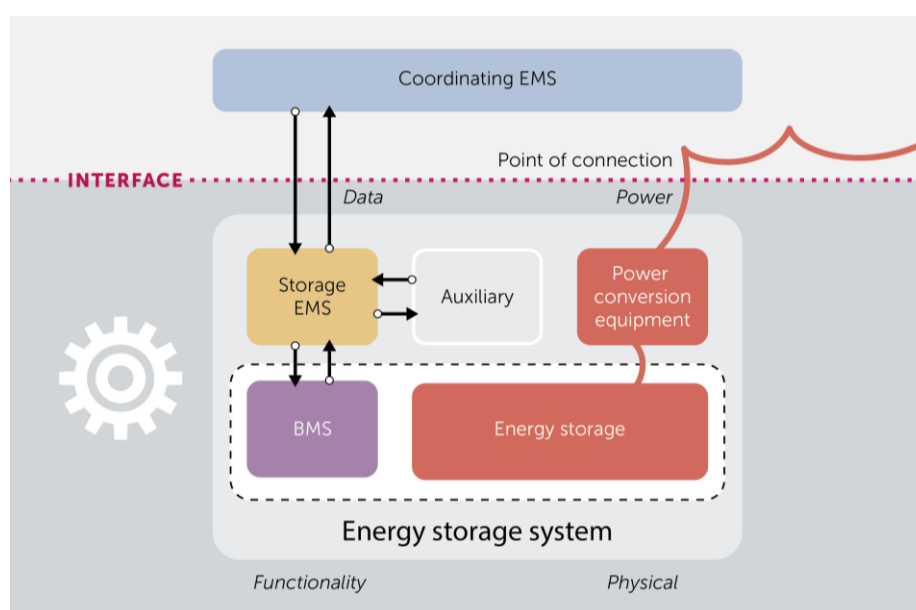 Coordinating EMS
Point of connection
INTERFACE
Data
Power
Storage
EMS
Auxiliary
Power
conversion
equipment
BMS
Energy storage
Energy storage system
Functionality
Physical